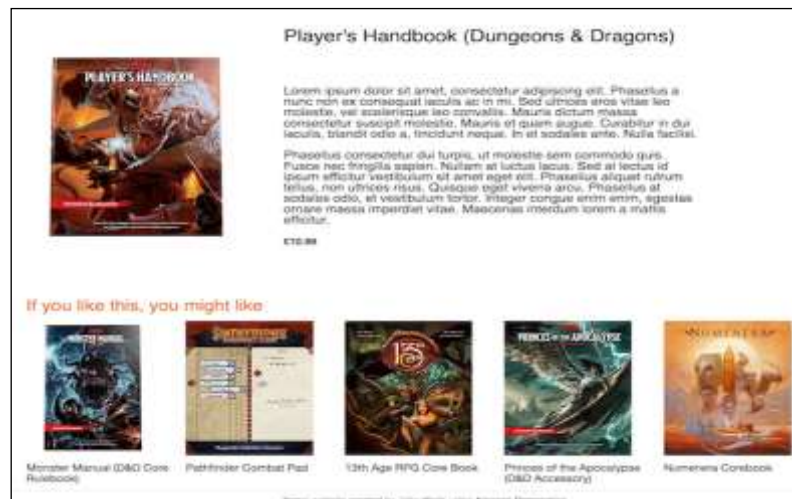 Player's Handbook (Dungeons & Dragons)
PLAYER'S HANDBOOK
Lorem ipsum dolor sit amet, consectetur adipiscing elit. Phasellus a
nunc non ex consequat iaculis ac in mi. Sed ultrices eros vitae leo
molestie, vel scelerisque leo convallis. Mauris dictum massa
consectetur suscipit molestie. Mauris et quam augue. Curabitur in dui
iaculis, blandit odio a, tincidunt neque. In et sodales ante. Nulla facilisi.
Phasellus consectetur dui turpis, ut molestie sem commodo quis.
Fusce nec fringilla sapien. Nullam at luctus lacus. Sed at lectus id
ipsum efficitur vestibulum sit amet eget elit. Phasellus aliquet rutrum
tellus, non ultrices risus. Quisque eget viverra arcu. Phasellus at
sodales odio, et vestibulum tortor. Integer congue enim enim, egestas
ornare massa imperdiet vitae. Maecenas interdum lorem a mattis
efficitur.
If you like this, you might like
MONSTER MANUAL
PATHFINDER
13
PRINCES OF THE APOCALYPSE
NUMENERA
Monster Manual (D&D Core
Rulebook)
Pathfinder Combat Pad
13th Age RPG Core Book
Princes of the Apocalypse
(D&D Accessory)
Numenera Corebook